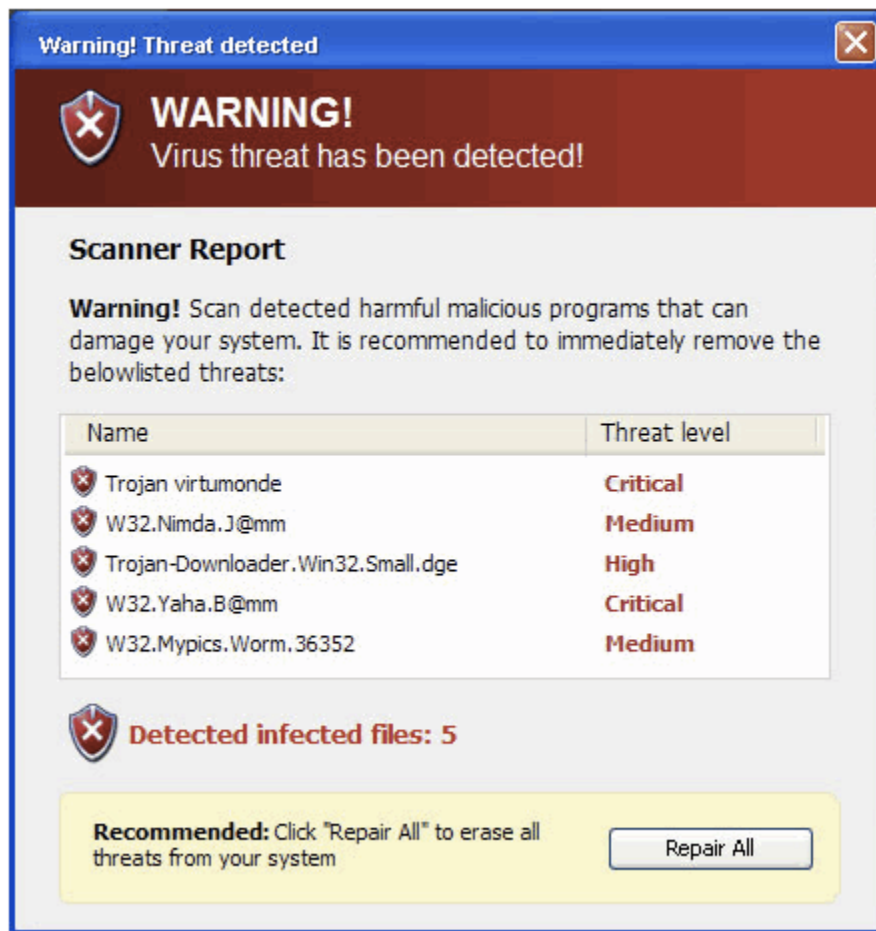 Warning! Threat detected
WARNING!
Virus threat has been detected!
Scanner Report
Warning! Scan detected harmful malicious programs that can
damage your system. It is recommended to immediately remove the
belowlisted threats:
Name Threat level
Trojan virtumonde Critical
W32.Nimda.J@mm Medium
Trojan-Downloader.Win32.Small.dge High
W32.Yaha.B@mm Critical
W32.Mypics.Worm.36352 Medium
Detected infected files: 5
Recommended: Click "Repair All" to erase all
threats from your system
Repair All